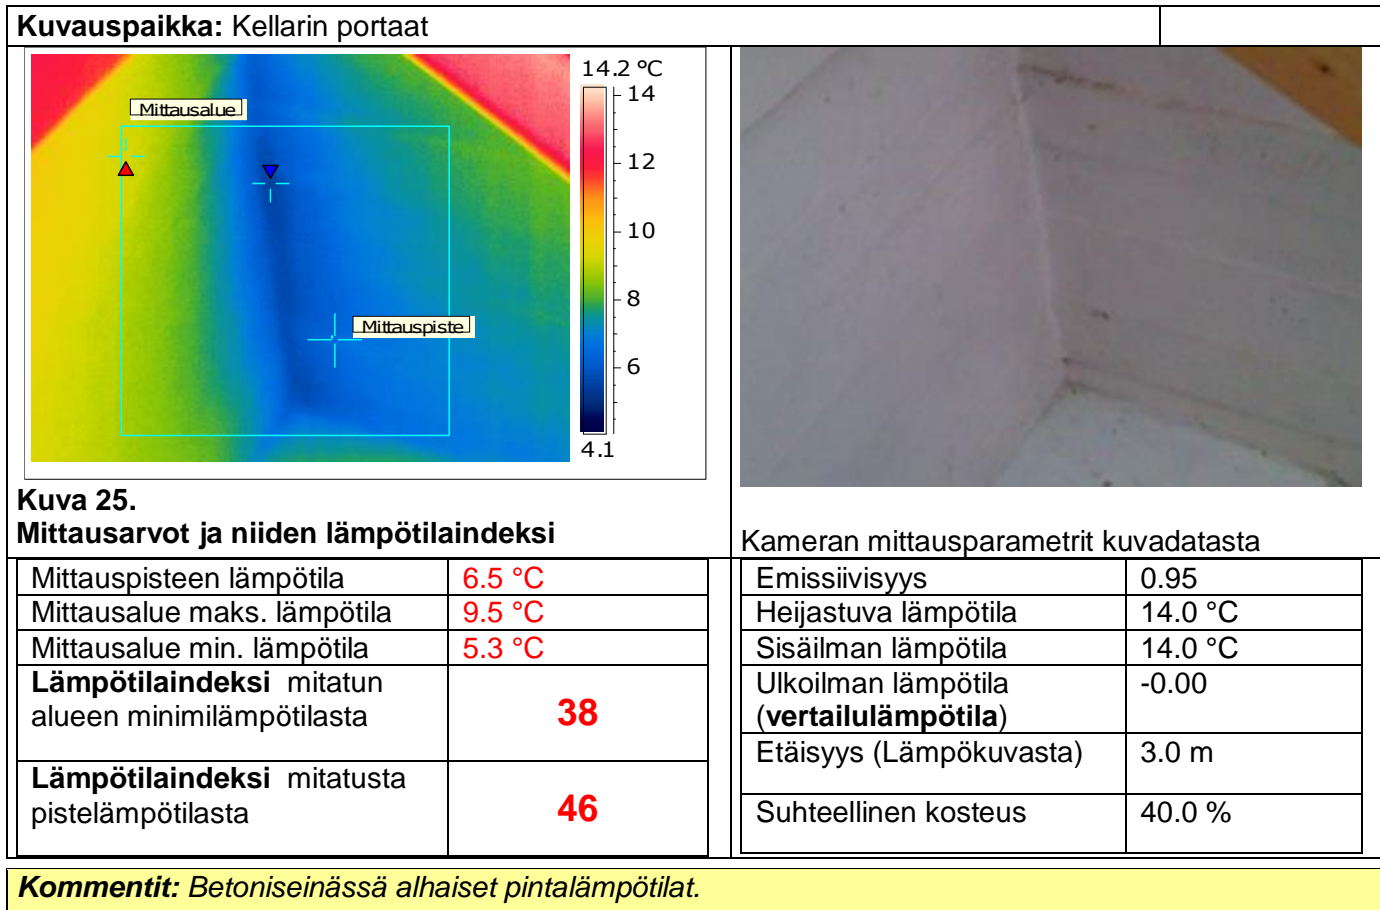 Kuvauspaikka: Kellarin portaat
Mittausalue
Mittauspiste
14.2 °C
14
12
10
8
6
4.1
Kuva 25.
Mittausarvot ja niiden lämpötilaindeksi
Kameran mittausparametrit kuvadatasta
Mittauspisteen lämpötila 6.5 °C
Mittausalue maks. lämpötila 9.5 °C
Mittausalue min. lämpötila 5.3 °C
Lämpötilaindeksi mitatun
alueen minimilämpötilasta 38
Lämpötilaindeksi mitatusta
pistelämpötilasta 46
Emissiivisyys 0.95
Heijastuva lämpötila 14.0 °C
Sisäilman lämpötila 14.0 °C
Ulkoilman lämpötila -0.00
(vertailulämpötila)
Etäisyys (Lämpökuvasta) 3.0 m
Suhteellinen kosteus 40.0 %
Kommentit: Betoniseinässä alhaiset pintalämpötilat.